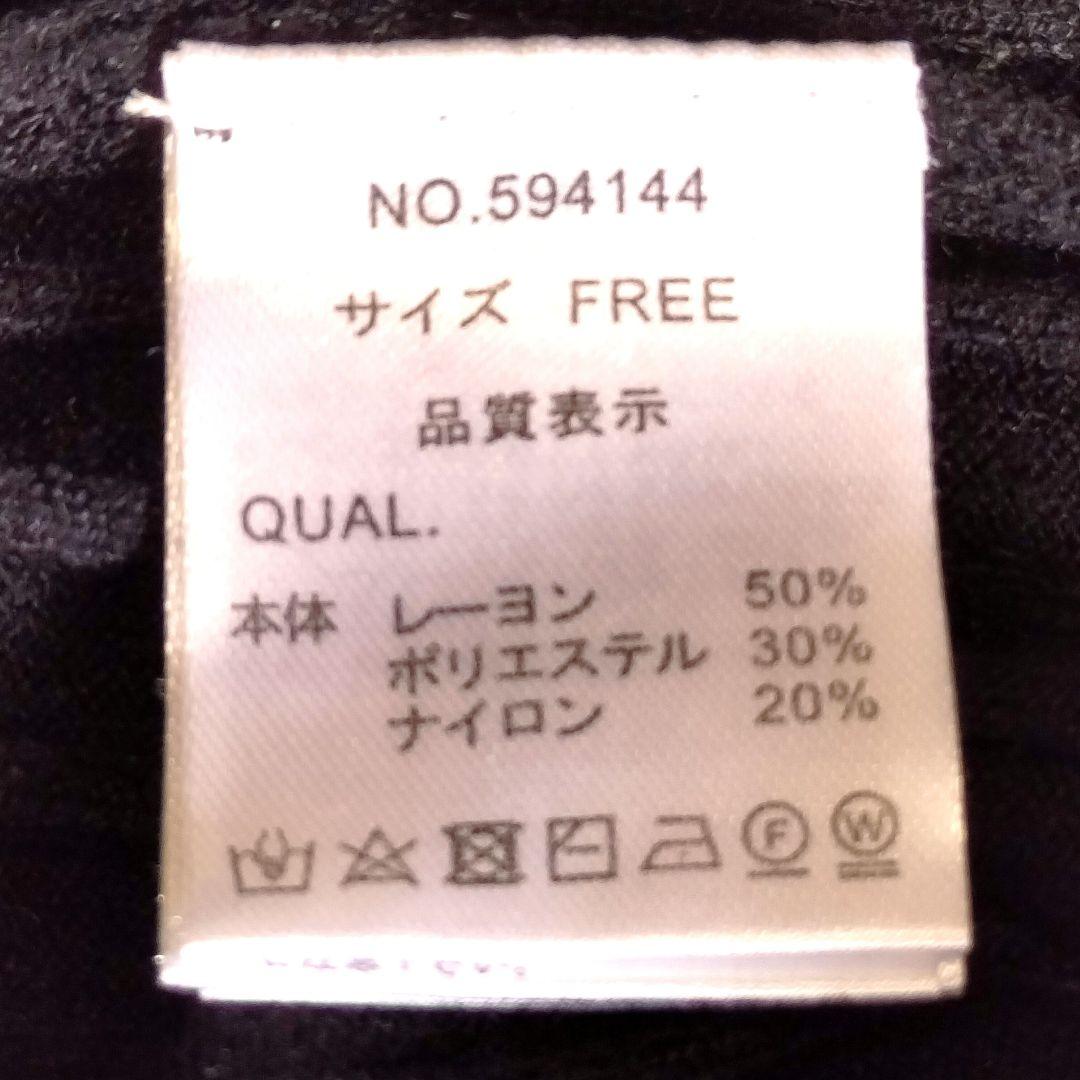 NO.594144
サイズ FREE
品質表示
QUAL.
本体 レーヨン 50%
ポリエステル 30%
ナイロン 20%
F W